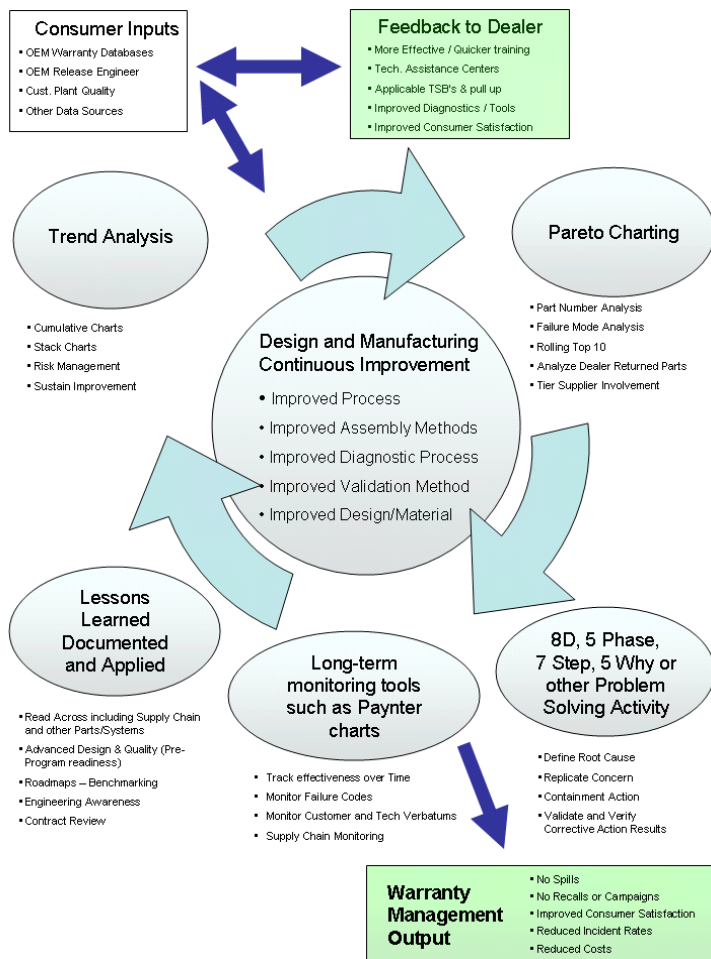 Consumer Inputs
▪ OEM Warranty Databases
▪ OEM Release Engineer
▪ Cust. Plant Quality
▪ Other Data Sources
Feedback to Dealer
▪ More Effective / Quicker training
▪ Tech. Assistance Centers
▪ Applicable TSB's & pull up
▪ Improved Diagnostics / Tools
▪ Improved Consumer Satisfaction
Trend Analysis
▪ Cumulative Charts
▪ Stack Charts
▪ Risk Management
▪ Sustain Improvement
Pareto Charting
▪ Part Number Analysis
▪ Failure Mode Analysis
▪ Rolling Top 10
▪ Analyze Dealer Returned Parts
▪ Tier Supplier Involvement
Design and Manufacturing
Continuous Improvement
• Improved Process
• Improved Assembly Methods
• Improved Diagnostic Process
• Improved Validation Method
• Improved Design/Material
Lessons
Learned
Documented
and Applied
▪ Read Across including Supply Chain
and other Parts/Systems
▪ Advanced Design & Quality (Pre-
Program readiness)
▪ Roadmaps – Benchmarking
▪ Engineering Awareness
▪ Contract Review
Long-term
monitoring tools
such as Paynter
charts
▪ Track effectiveness over Time
▪ Monitor Failure Codes
▪ Monitor Customer and Tech Verbatums
▪ Supply Chain Monitoring
8D, 5 Phase,
7 Step, 5 Why or
other Problem
Solving Activity
▪ Define Root Cause
▪ Replicate Concern
▪ Containment Action
▪ Validate and Verify
Corrective Action Results
Warranty
Management
Output
▪ No Spills
▪ No Recalls or Campaigns
▪ Improved Consumer Satisfaction
▪ Reduced Incident Rates
▪ Reduced Costs